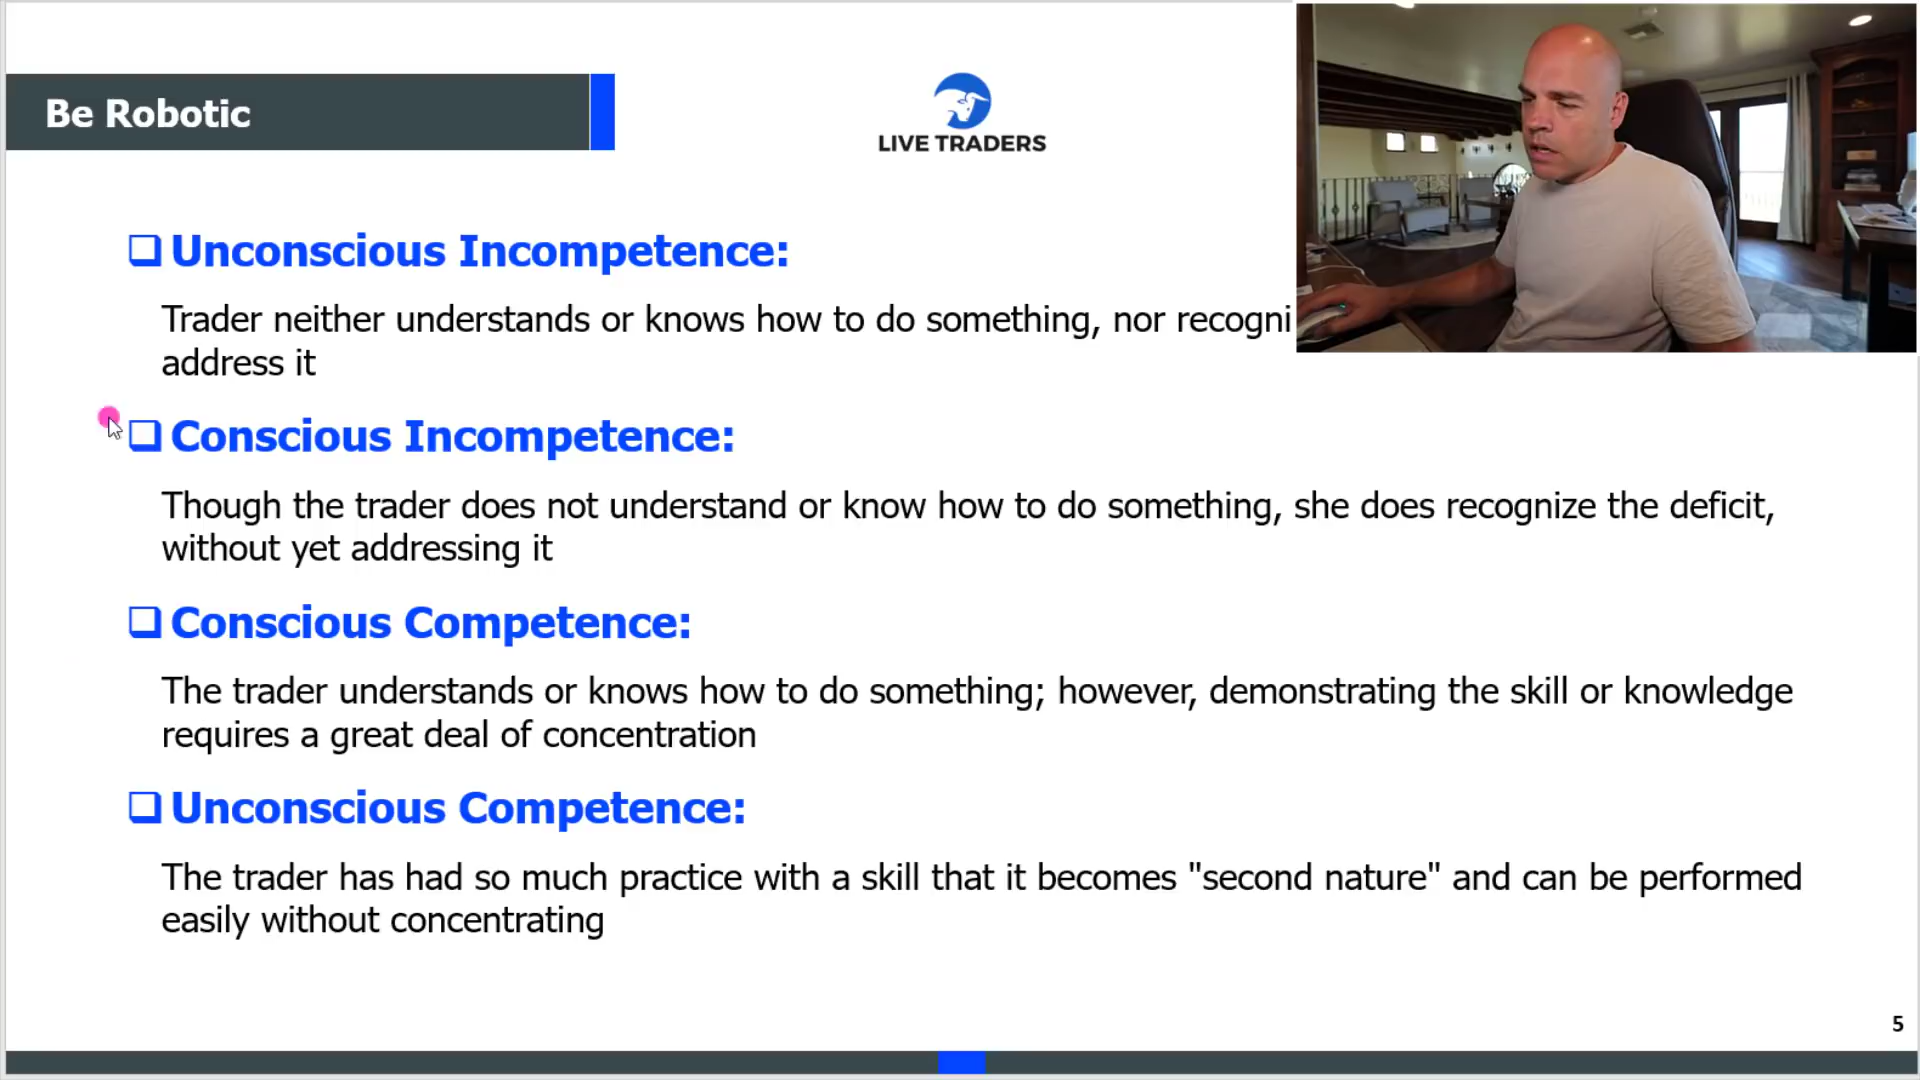 Be Robotic
LIVE TRADERS
Unconscious Incompetence:
Trader neither understands or knows how to do something, nor
address it
Conscious Incompetence:
Though the trader does not understand or know how to do something, she does recognize the deficit,
without yet addressing it
Conscious Competence:
The trader understands or knows how to do something; however, demonstrating the skill or knowledge
requires a great deal of concentration
Unconscious Competence:
The trader has had so much practice with a skill that it becomes "second nature" and can be performed
easily without concentrating
5